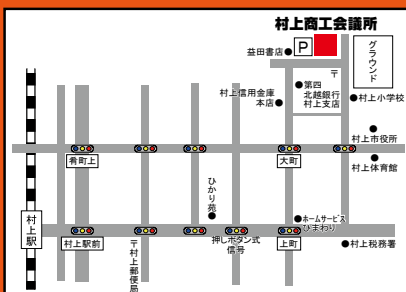 村上商工会議所
益田書店
P
グラウンド
〒
村上信用金庫
本店
第四
北越銀行
村上支店
村上小学校
村上市役所
村上体育館
肴町上
大町
ひかり苑
村上駅
村上駅前
〒村上郵便局
押しボタン式
信号
上町
ホームサービス
ひまわり
村上税務署